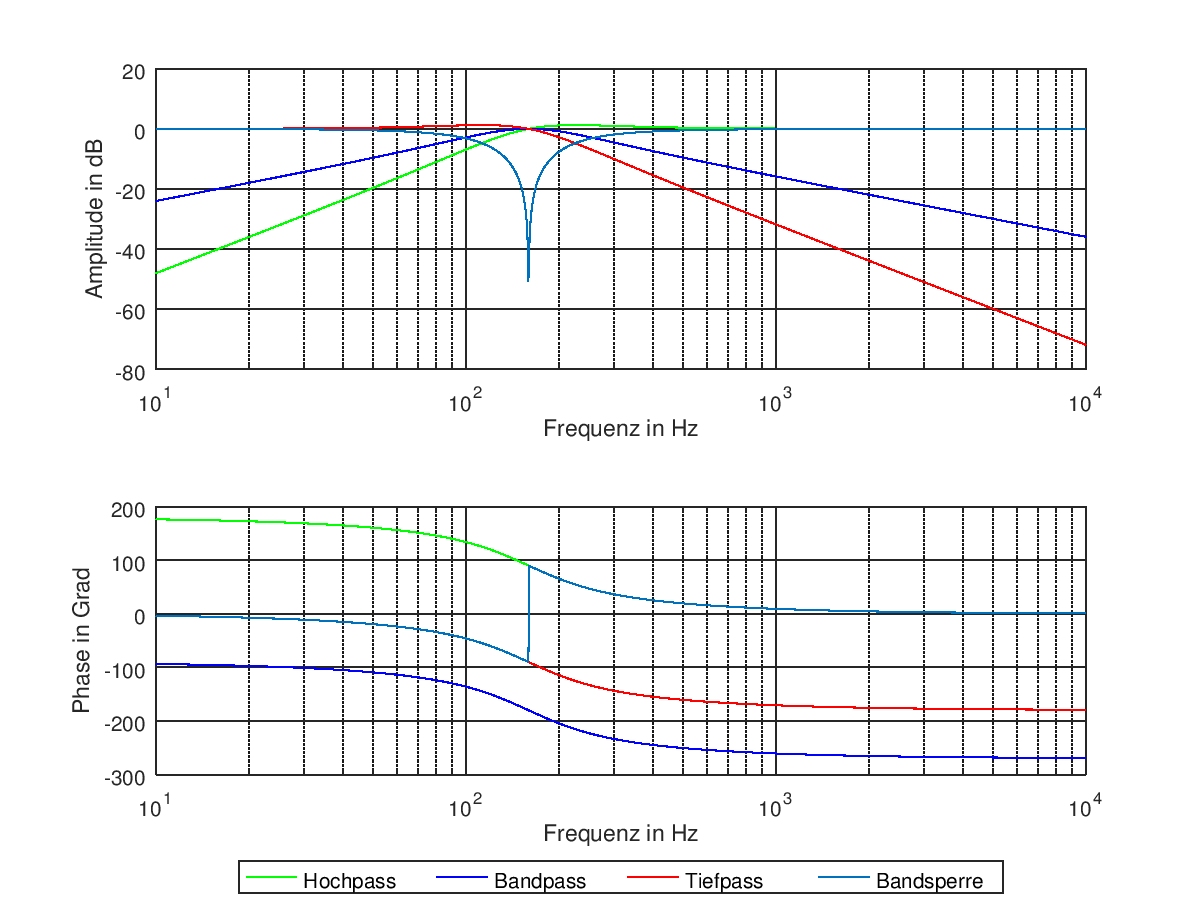 20
0
-20
-40
-60
-80
Amplitude in dB
10^1 10^2 10^3 10^4
Frequenz in Hz
200
100
0
-100
-200
-300
Phase in Grad
10^1 10^2 10^3 10^4
Frequenz in Hz
Hochpass Bandpass Tiefpass Bandsperre